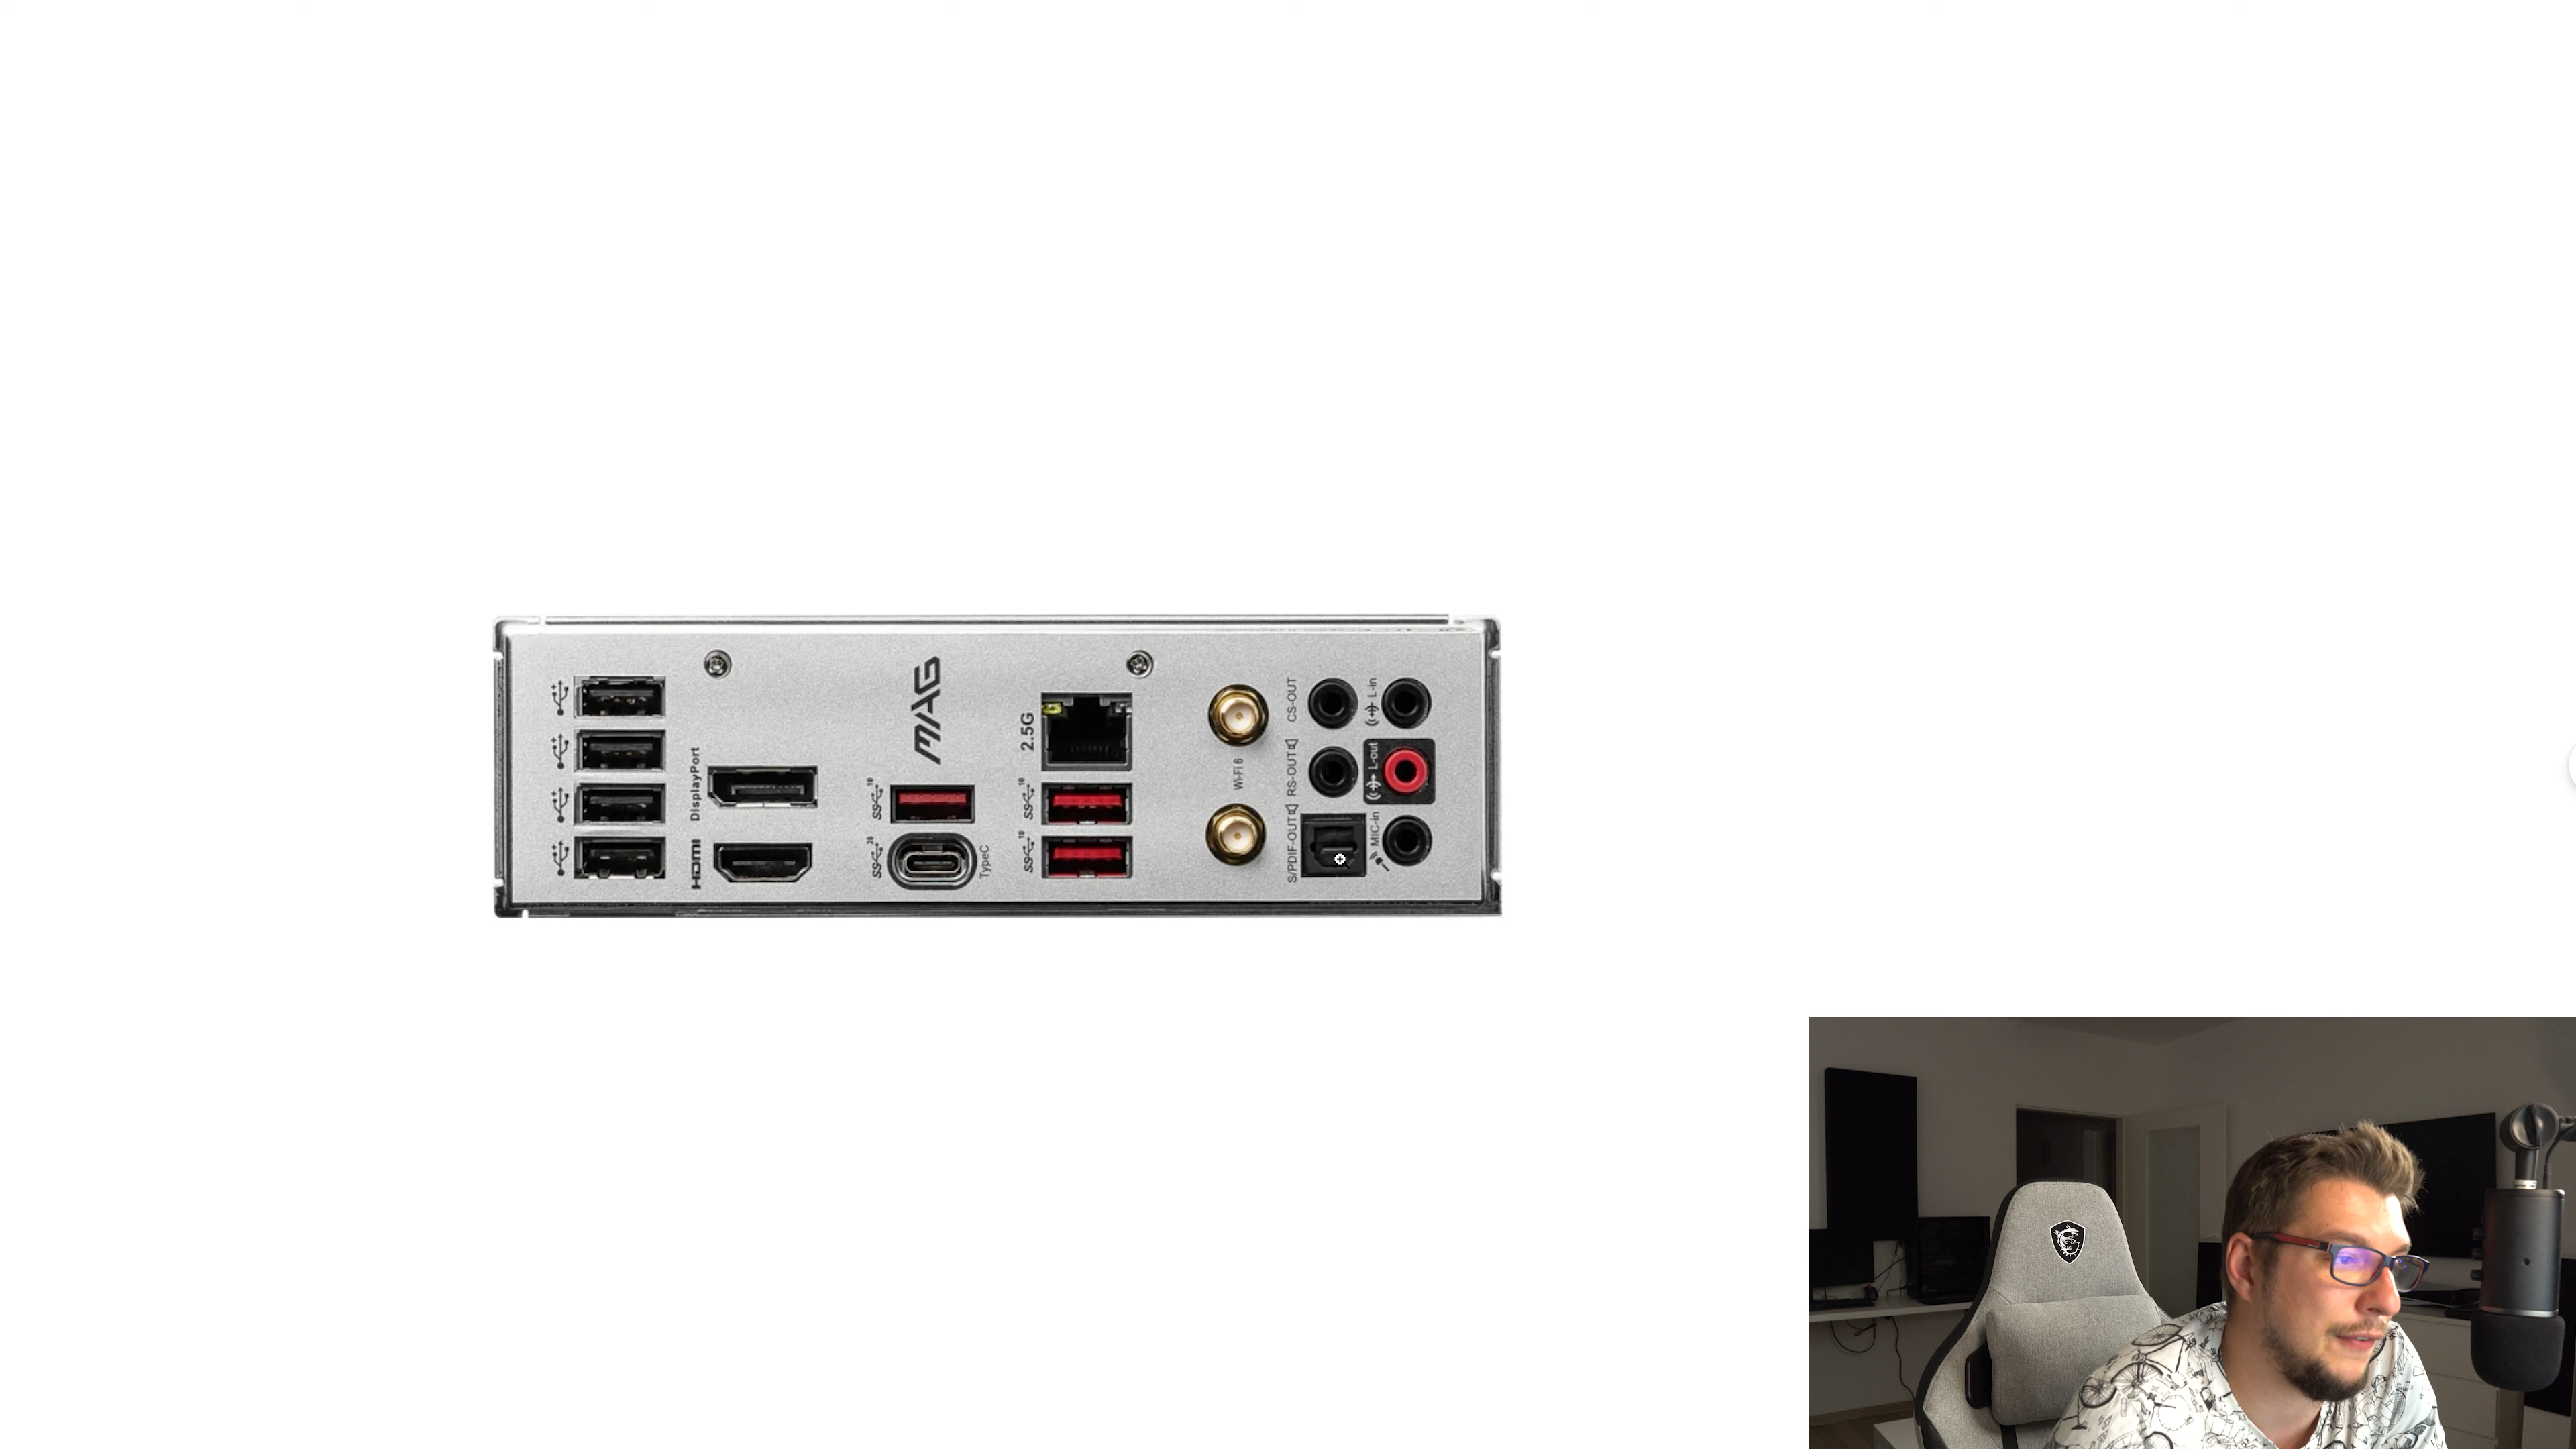 DisplayPort
HDMI
MAG
SS 10
SS 20
TypeC
2.5G
SS 10
SS 10
Wi-Fi 6
CS-OUT
RS-OUT
S/PDIF-OUT
L-in
L-out
MIC-in